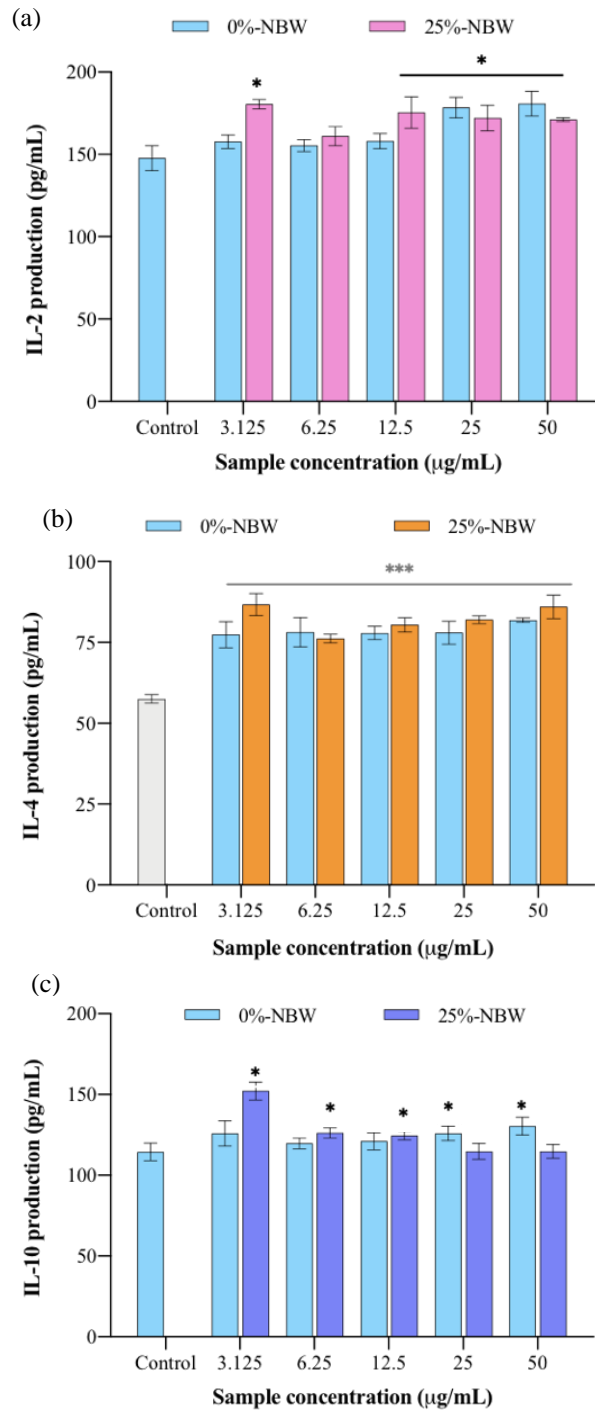 (a)
0%-NBW 25%-NBW
*
*
200
150
100
50
0
IL-2 production (pg/mL)
Control 3.125 6.25 12.5 25 50
Sample concentration (μg/mL)
(b)
0%-NBW 25%-NBW
***
100
75
50
25
0
IL-4 production (pg/mL)
Control 3.125 6.25 12.5 25 50
Sample concentration (μg/mL)
(c)
0%-NBW 25%-NBW
* * * * *
200
150
100
50
0
IL-10 production (pg/mL)
Control 3.125 6.25 12.5 25 50
Sample concentration (μg/mL)